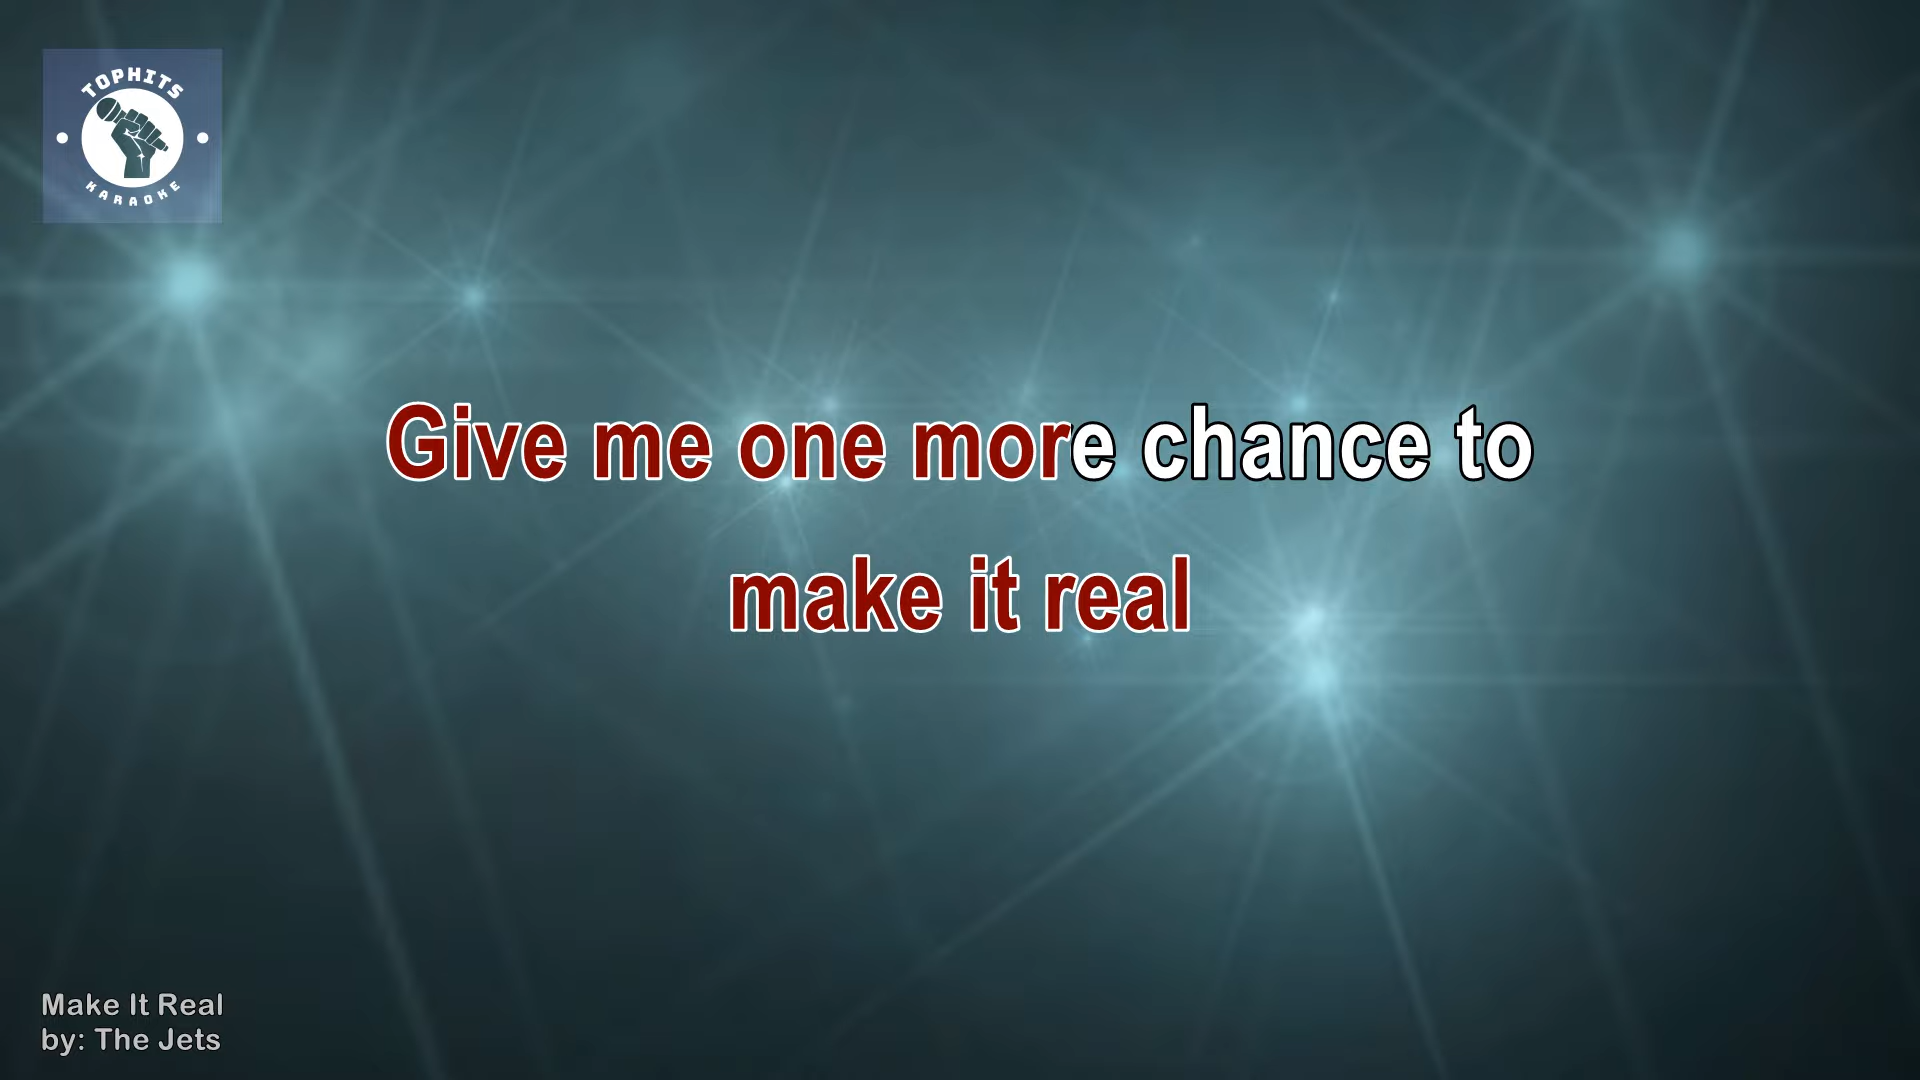 TOPHITS
KARAOKE
Give me one more chance to
make it real
Make It Real
by: The Jets